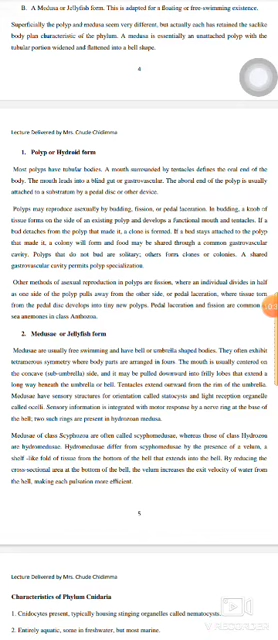 B. A Medusa or Jellyfish form. This is adapted for a floating or free-swimming existence.
Superficially the polyp and medusa seem very different, but actually each has retained the saclike
body plan characteristic of the phylum. A medusa is essentially an unattached polyp with the
tubular portion widened and flattened into a bell shape.
4
Lecture Delivered by Mrs. Chude Chidinma
1. Polyp or Hydroid form
Most polyps have tubular bodies. A mouth surrounded by tentacles defines the oral end of the
body. The mouth leads into a blind gut or gastrovascular. The aboral end of the polyp is usually
attached to a substratum by a pedal disc or other device.
Polyps may reproduce asexually by budding, fission, or pedal laceration. In budding, a knob of
tissue forms on the side of an existing polyp and develops a functional mouth and tentacles. If a
bud detaches from the polyp that made it, a clone is formed. If a bud stays attached to the polyp
that made it, a colony will form and food may be shared through a common gastrovascular
cavity. Polyps that do not bud are solitary; others form clones or colonies. A shared
gastrovascular cavity permits polyp specialization.
Other methods of asexual reproduction in polyps are fission, where an individual divides in half
as one side of the polyp pulls away from the other side, or pedal laceration, where tissue torn
from the pedal disc develops into tiny new polyps. Pedal laceration and fission are common
sea anemones in class Anthozoa.
2. Medusae or Jellyfish form
Medusae are usually free swimming and have bell or umbrella shaped bodies. They often exhibit
tetramerous symmetry where body parts are arranged in fours. The mouth is usually centered on
the concave (sub-umbrella) side, and it may be pulled downward into frilly lobes that extend a
long way beneath the umbrella or bell. Tentacles extend outward from the rim of the umbrella.
Medusae have sensory structures for orientation called statocysts and light reception organelle
called ocelli. Sensory information is integrated with motor response by a nerve ring at the base of
the bell; two such rings are present in hydrozoan medusa.
Medusae of class Scyphozoa are often called scyphomedusae, whereas those of class Hydrozoa
are hydromedusae. Hydromedusae differ from scyphomedusae by the presence of a velum, a
shelf -like fold of tissue from the bottom of the bell that extends into the bell. By reducing the
cross-sectional area at the bottom of the bell, the velum increases the exit velocity of water from
the bell, making each pulsation more efficient.
5
Lecture Delivered by Mrs. Chude Chidinma
Characteristics of Phylum Cnidaria
1. Cnidocytes present, typically housing stinging organelles called nematocysts.
2. Entirely aquatic, some in freshwater, but most marine.
V RECORDER